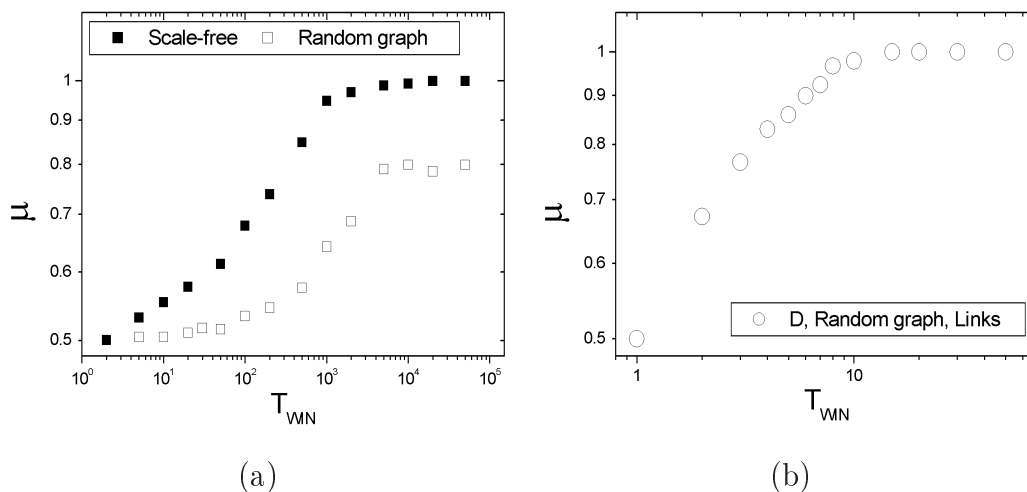 Scale-free Random graph
1
0.9
0.8
0.7
0.6
0.5
μ
10^0 10^1 10^2 10^3 10^4 10^5
T_WIN
(a)
1
0.9
0.8
0.7
0.6
0.5
μ
D, Random graph, Links
1 10
T_WIN
(b)